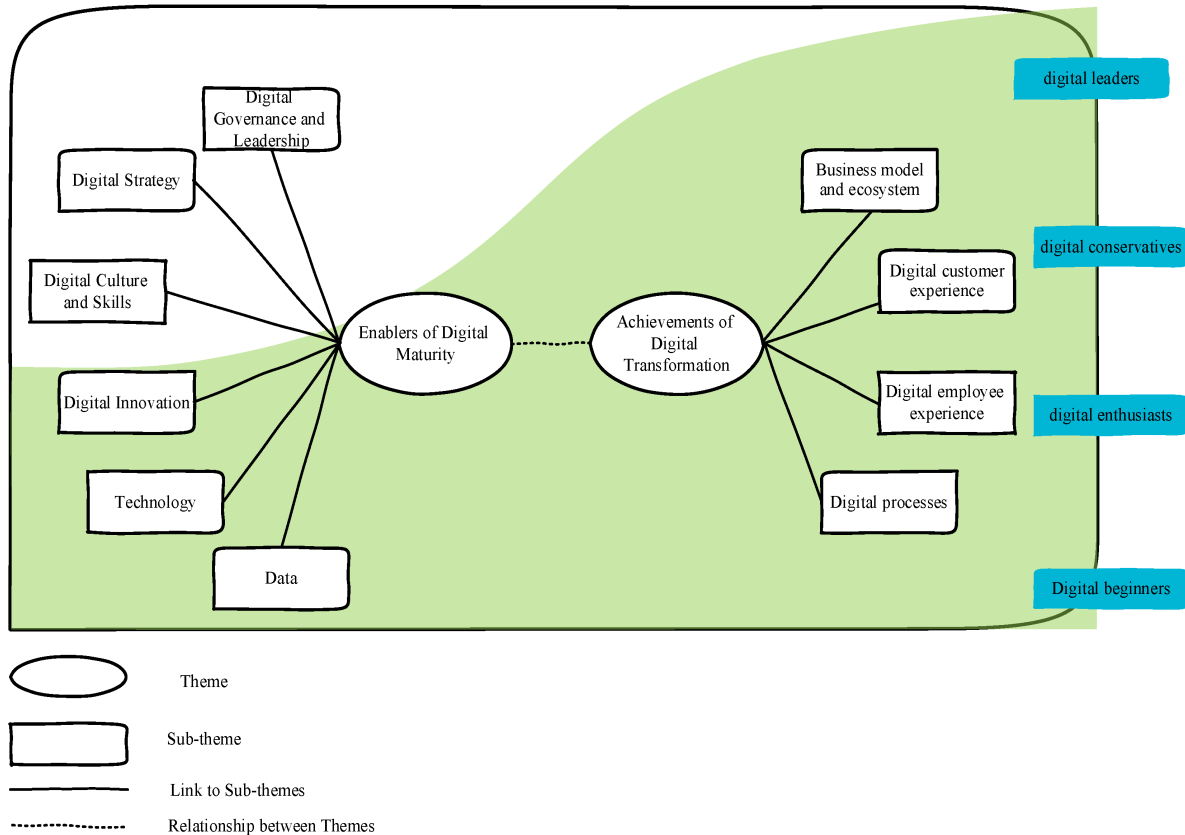 digital leaders
Digital
Governance and
Leadership
Digital Strategy
Business model
and ecosystem
digital conservatives
Digital Culture
and Skills
Digital customer
experience
Enablers of Digital
Maturity
Achievements of
Digital
Transformation
Digital Innovation
Digital employee
experience
digital enthusiasts
Technology
Digital processes
Data
Digital beginners
Theme
Sub-theme
Link to Sub-themes
Relationship between Themes